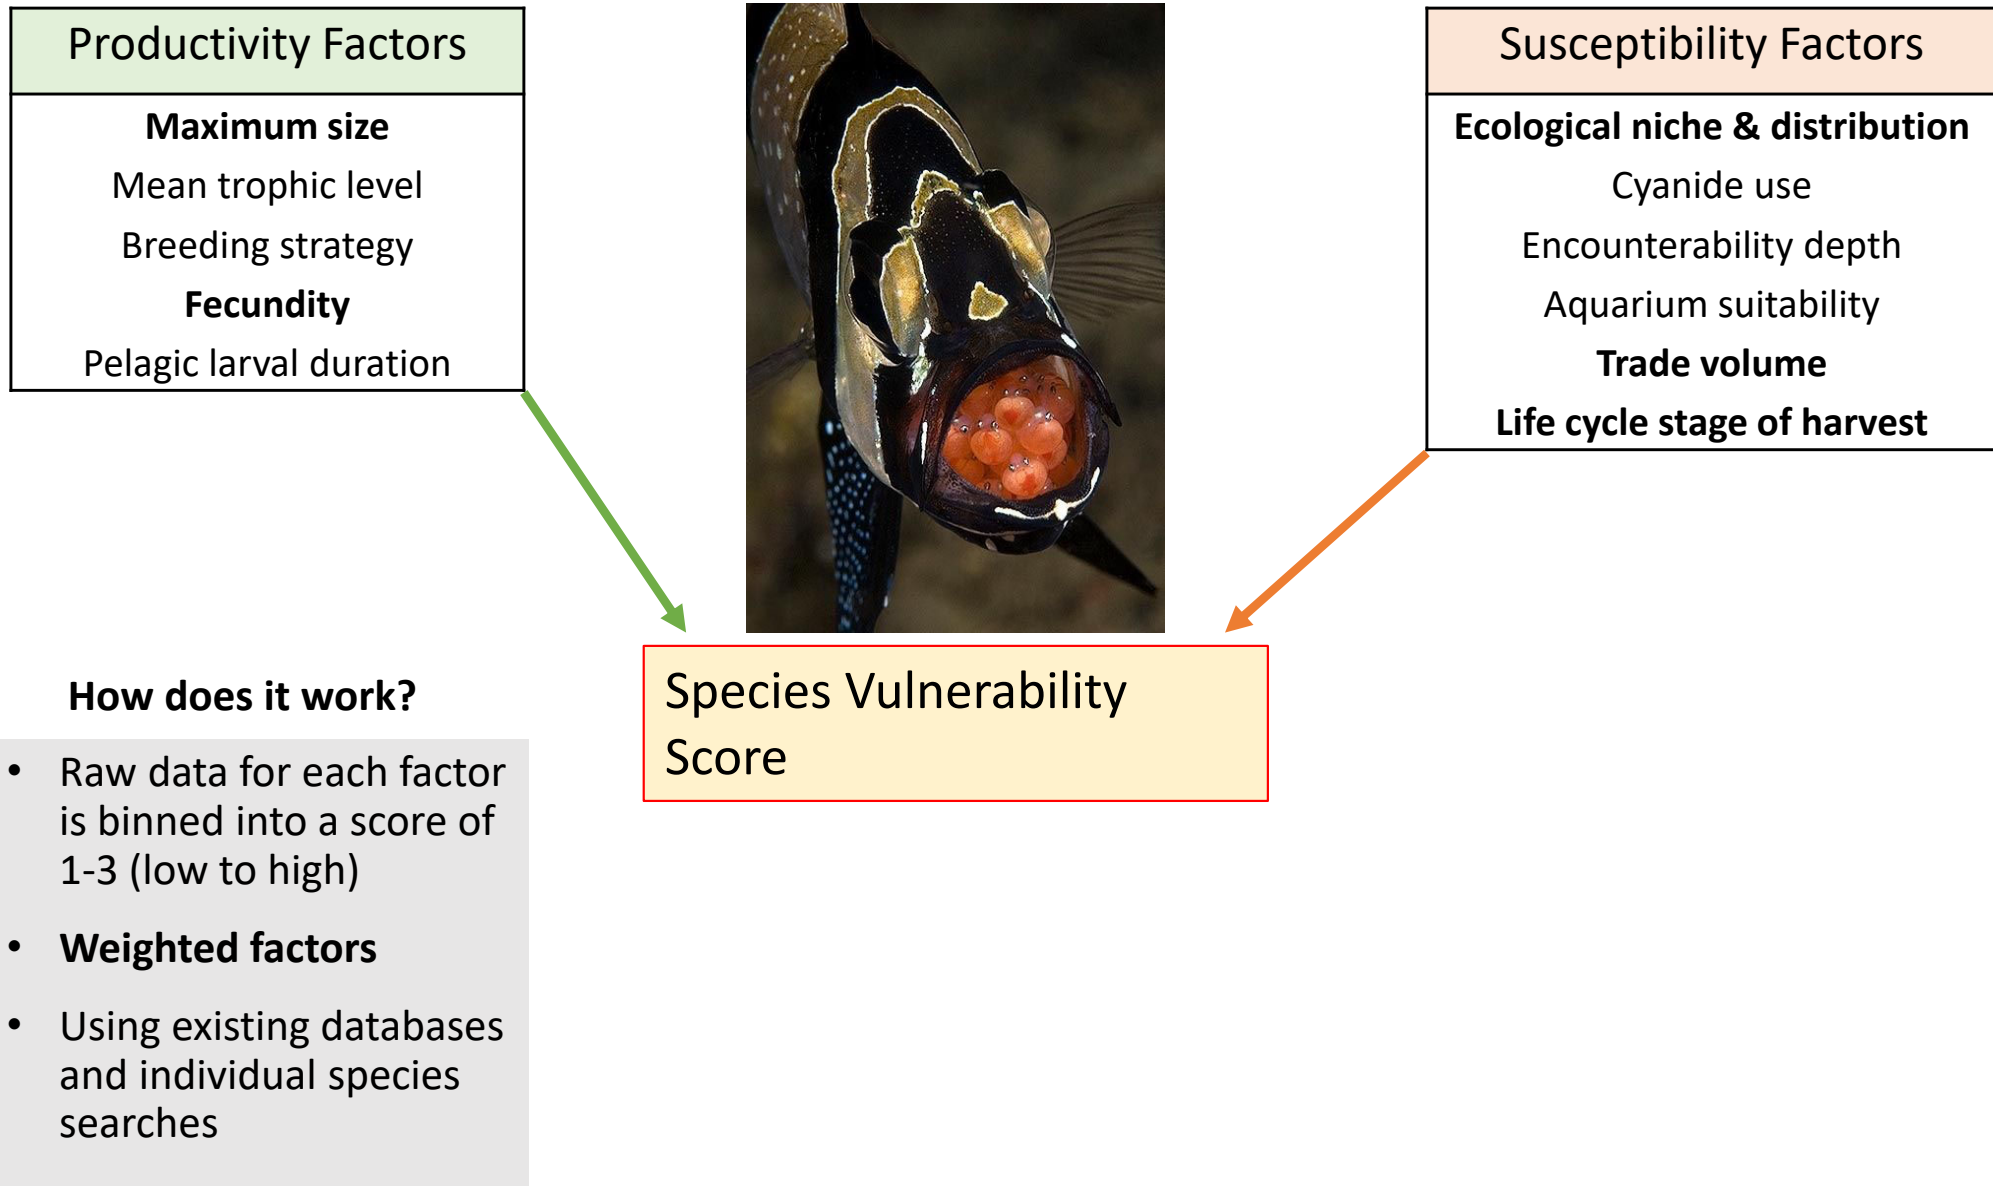 Productivity Factors
Maximum size
Mean trophic level
Breeding strategy
Fecundity
Pelagic larval duration
Susceptibility Factors
Ecological niche & distribution
Cyanide use
Encounterability depth
Aquarium suitability
Trade volume
Life cycle stage of harvest
Species Vulnerability
Score
How does it work?
• Raw data for each factor
is binned into a score of
1-3 (low to high)
• Weighted factors
• Using existing databases
and individual species
searches